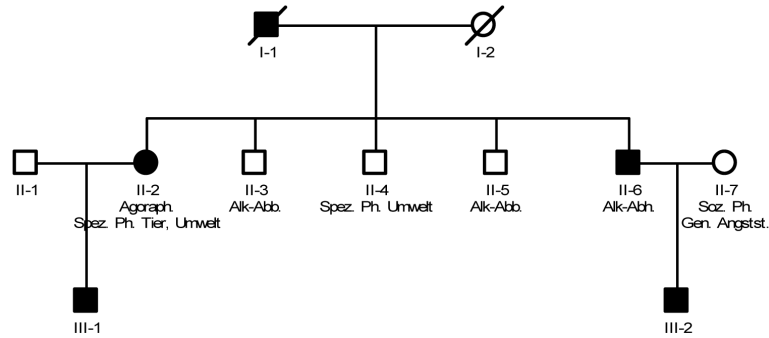 I-1
I-2
II-1
II-2
Agoraph.
Spez. Ph. Tier, Umwelt
II-3
Alk-Abb.
II-4
Spez. Ph. Umwelt
II-5
Alk-Abb.
II-6
Alk-Abh.
II-7
Soz. Ph.
Gen. Angstst.
III-1
III-2